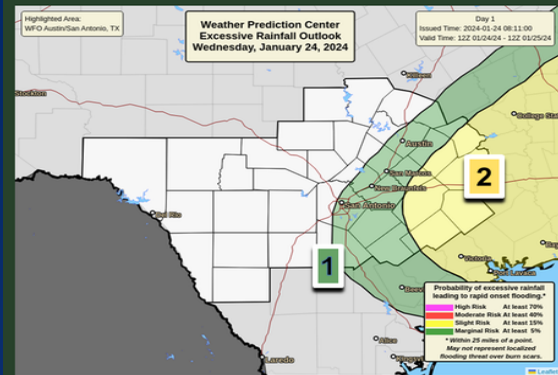 Highlighted Area:
WFO Austin/San Antonio, TX
Weather Prediction Center
Excessive Rainfall Outlook
Wednesday, January 24, 2024
Day 1
Issued Time: 2024-01-24 08:11:00
Valid Time: 12Z 01/24/24 - 12Z 01/25/24
Killeen
Stockton
College Sta
Austin
San Marcos
2
New Braunfels
San Antonio
Del Rio
1
Victoria
Port Lavaca
Bay
Beev
Alice
Kingsv
Laredo
Probability of excessive rainfall
leading to rapid onset flooding.*
High Risk At least 70%
Moderate Risk At least 40%
Slight Risk At least 15%
Marginal Risk At least 5%
* Within 25 miles of a point.
May not represent localized
flooding threat over burn scars.
Leaflet